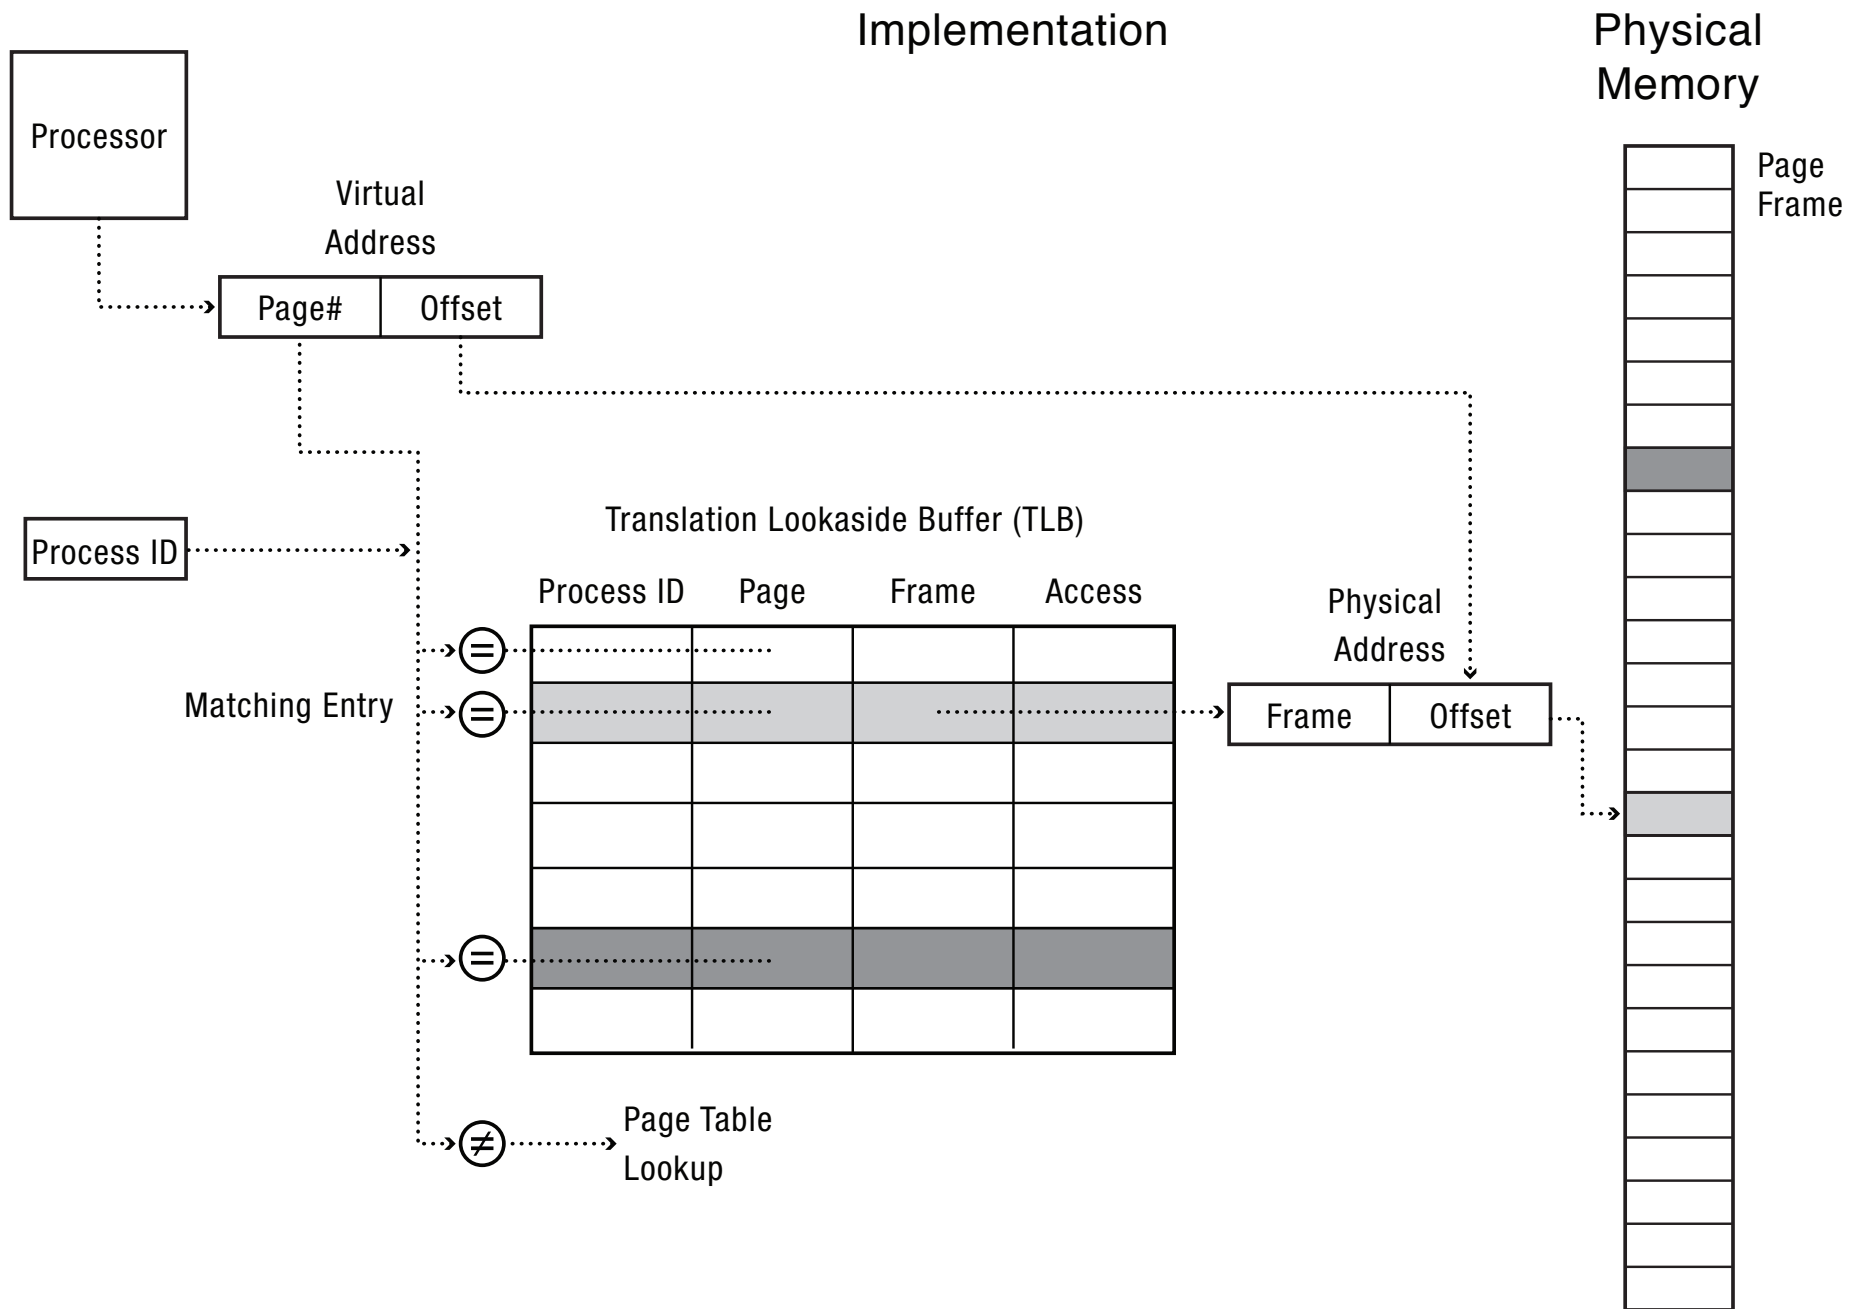 Implementation
Physical
Memory
Processor
Page
Frame
Virtual
Address
Page#
Offset
Process ID
Translation Lookaside Buffer (TLB)
Process ID
Page
Frame
Access
Physical
Address
=
Matching Entry
=
Frame
Offset
=
≠
Page Table
Lookup